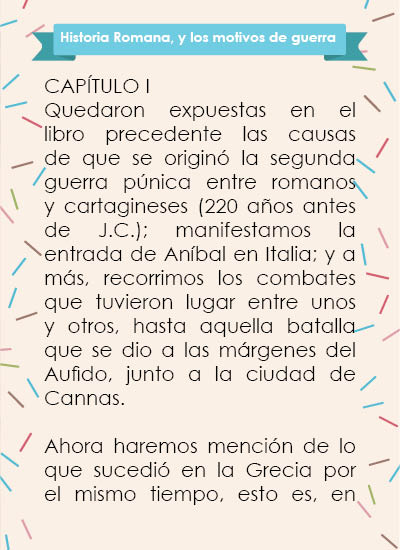 Historia Romana, y los motivos de guerra
CAPÍTULO I
Quedaron expuestas en el
libro precedente las causas
de que se originó la segunda
guerra púnica entre romanos
y cartagineses (220 años antes
de J.C.); manifestamos la
entrada de Aníbal en Italia; y a
más, recorrimos los combates
que tuvieron lugar entre unos
y otros, hasta aquella batalla
que se dio a las márgenes del
Aufido, junto a la ciudad de
Cannas.
Ahora haremos mención de lo
que sucedió en la Grecia por
el mismo tiempo, esto es, en